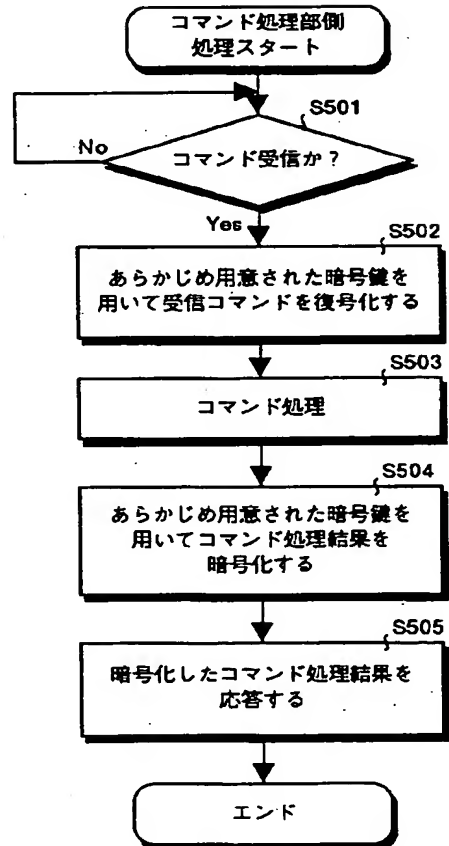 コマンド処理部側
処理スタート
S501
コマンド受信か？
No
Yes
S502
あらかじめ用意された暗号鍵を
用いて受信コマンドを復号化する
S503
コマンド処理
S504
あらかじめ用意された暗号鍵を
用いてコマンド処理結果を
暗号化する
S505
暗号化したコマンド処理結果を
応答する
エンド